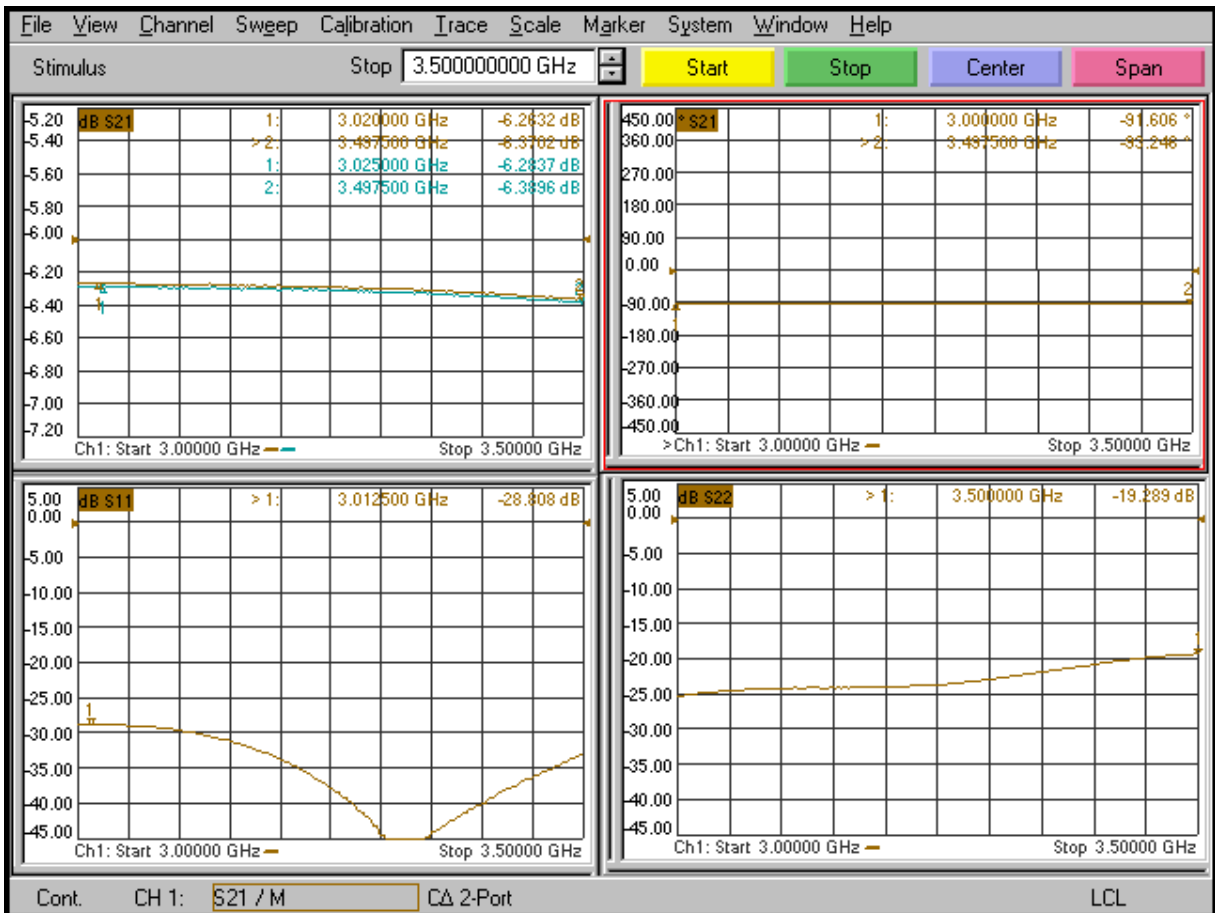 File View Channel Sweep Calibration Trace Scale Marker System Window Help
Stimulus Stop 3.500000000 GHz Start Stop Center Span
-5.20
-5.40
-5.60
-5.80
-6.00
-6.20
-6.40
-6.60
-6.80
-7.00
-7.20
dB S21
1: 3.020000 GHz -6.2632 dB
> 2: 3.497500 GHz -6.3702 dB
1: 3.025000 GHz -6.2837 dB
2: 3.497500 GHz -6.3896 dB
1
1
Ch1: Start 3.00000 GHz Stop 3.50000 GHz
450.00
360.00
270.00
180.00
90.00
0.00
-90.00
-180.00
-270.00
-360.00
-450.00
° S21
1: 3.000000 GHz -91.606 °
> 2: 3.497500 GHz
2
>Ch1: Start 3.00000 GHz Stop 3.50000 GHz
5.00
0.00
-5.00
-10.00
-15.00
-20.00
-25.00
-30.00
-35.00
-40.00
-45.00
dB S11
> 1: 3.012500 GHz -28.808 dB
1
Ch1: Start 3.00000 GHz Stop 3.50000 GHz
5.00
0.00
-5.00
-10.00
-15.00
-20.00
-25.00
-30.00
-35.00
-40.00
-45.00
dB S22
> 1: 3.500000 GHz -19.289 dB
1
Ch1: Start 3.00000 GHz Stop 3.50000 GHz
Cont. CH 1: S21 / M CΔ 2-Port LCL